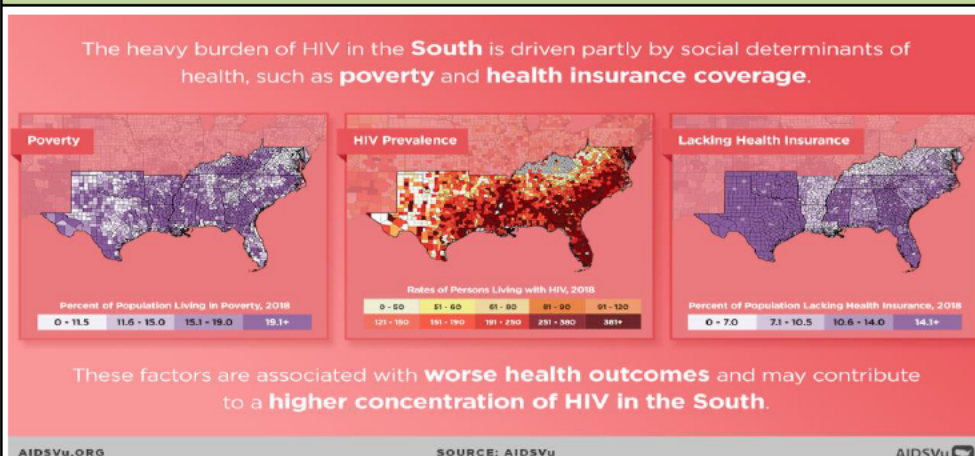 The heavy burden of HIV in the South is driven partly by social determinants of
health, such as poverty and health insurance coverage.
Poverty
Percent of Population Living in Poverty, 2018
0 - 11.5 11.6 - 15.0 15.1 - 19.0 19.1+
HIV Prevalence
Rates of Persons Living with HIV, 2018
0 - 50 51 - 60 61 - 80 81 - 90 91 - 120
121 - 150 151 - 190 191 - 250 251 - 380 381+
Lacking Health Insurance
Percent of Population Lacking Health Insurance, 2018
0 - 7.0 7.1 - 10.5 10.6 - 14.0 14.1+
These factors are associated with worse health outcomes and may contribute
to a higher concentration of HIV in the South.
AIDSVu.ORG
SOURCE: AIDSVu
AIDSVu